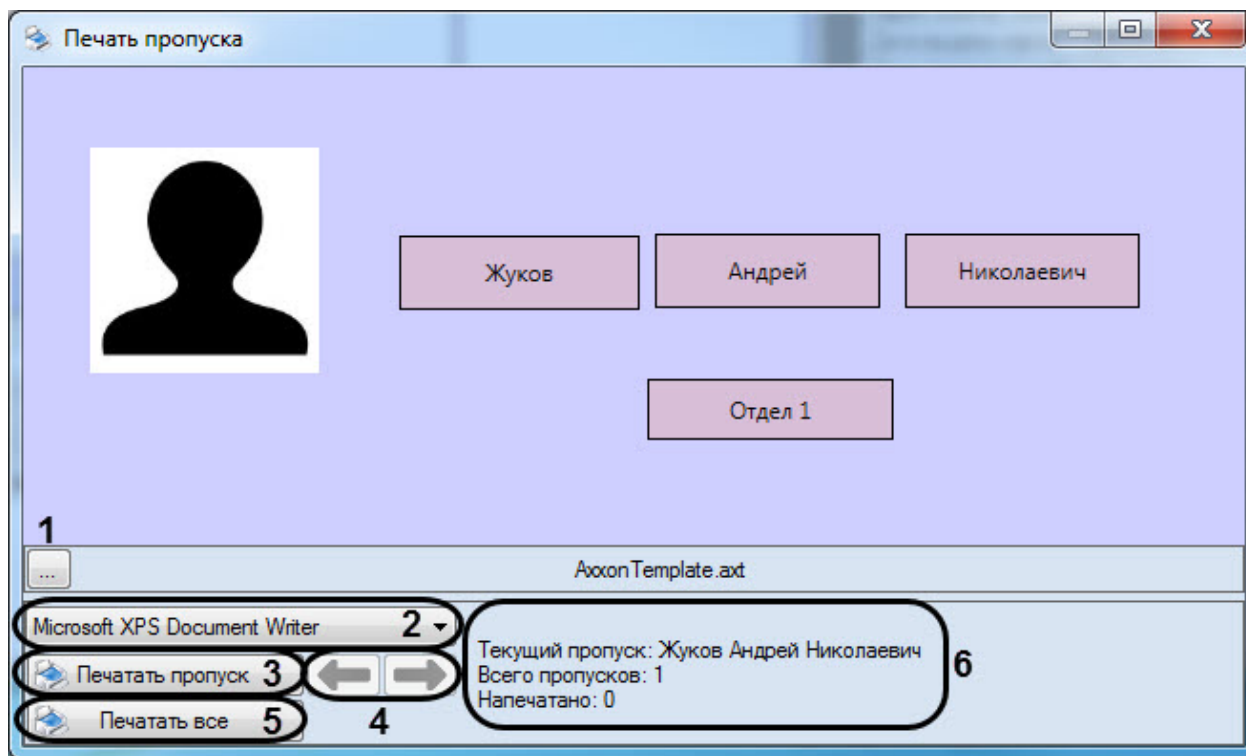 Печать пропуска
Жуков
Андрей
Николаевич
Отдел 1
1
...
AxxonTemplate.axt
Microsoft XPS Document Writer
2
Печатать пропуск
3
4
Печатать все
5
Текущий пропуск: Жуков Андрей Николаевич
Всего пропусков: 1
Напечатано: 0
6